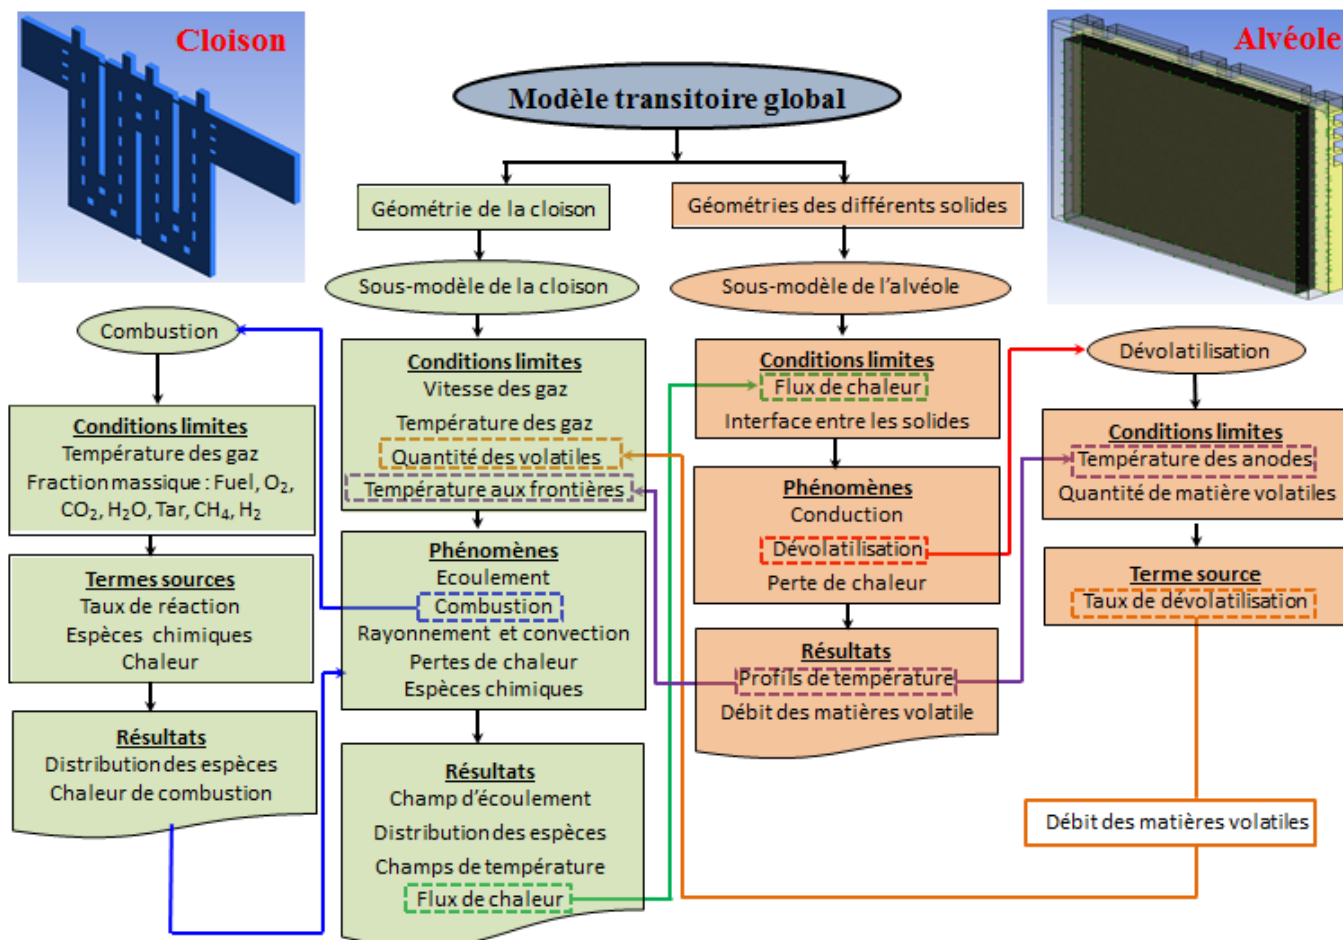 Cloison
Alvéole
Modèle transitoire global
Géométrie de la cloison
Géométries des différents solides
Sous-modèle de la cloison
Sous-modèle de l'alvéole
Combustion
Conditions limites
Température des gaz
Fraction massique : Fuel, O₂,
CO₂, H₂O, Tar, CH₄, H₂
Termes sources
Taux de réaction
Espèces chimiques
Chaleur
Résultats
Distribution des espèces
Chaleur de combustion
Conditions limites
Vitesse des gaz
Température des gaz
Quantité des volatiles
Température aux frontières
Phénomènes
Ecoulement
Combustion
Rayonnement et convection
Pertes de chaleur
Espèces chimiques
Résultats
Champ d'écoulement
Distribution des espèces
Champs de température
Flux de chaleur
Conditions limites
Flux de chaleur
Interface entre les solides
Phénomènes
Conduction
Dévolatilisation
Perte de chaleur
Résultats
Profils de température
Débit des matières volatile
Dévolatilisation
Conditions limites
Température des anodes
Quantité de matière volatiles
Terme source
Taux de dévolatilisation
Débit des matières volatiles